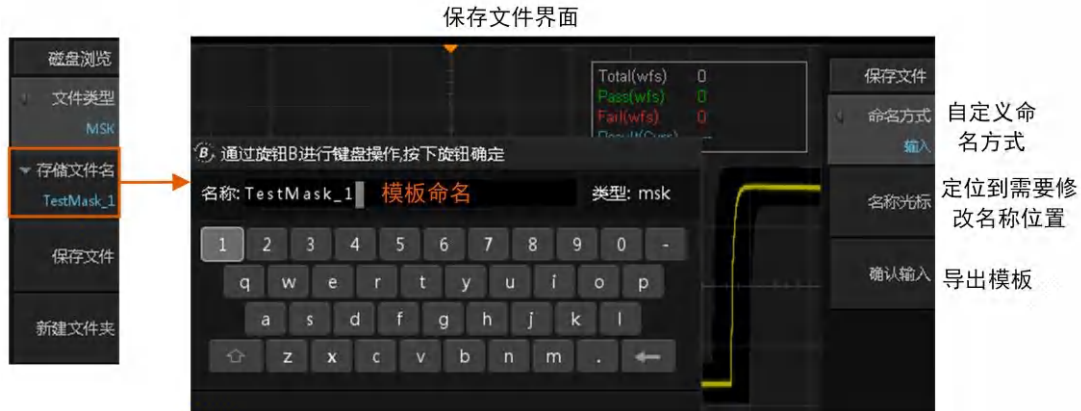 保存文件界面
磁盘浏览
文件类型
MSK
存储文件名
TestMask_1
保存文件
新建文件夹
Total(wfs) 0
Pass(wfs) 0
Fail(wfs) 0
Result(Curr) --
B 通过旋钮B进行键盘操作,按下旋钮确定
名称: TestMask_1 模板命名 类型: msk
1 2 3 4 5 6 7 8 9 0 -
q w e r t y u i o p
a s d f g h j k l
z x c v b n m .
保存文件
命名方式
输入
名称光标
确认输入
自定义命
名方式
定位到需要修
改名称位置
导出模板